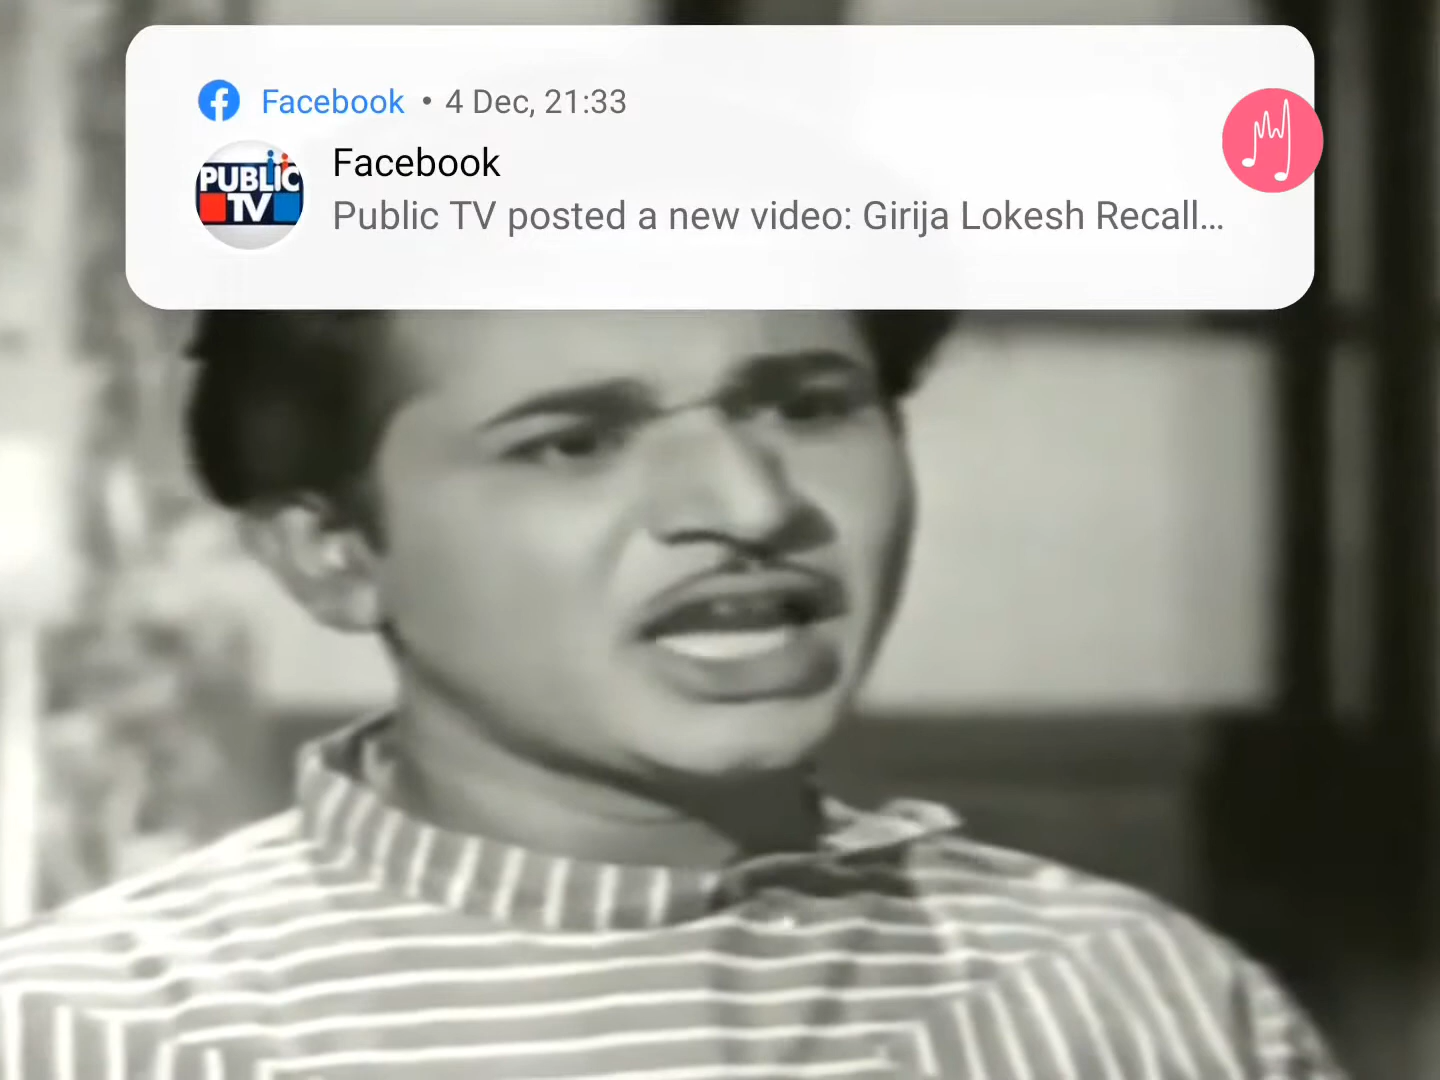 Facebook • 4 Dec, 21:33
Facebook
PUBLiC
TV
Public TV posted a new video: Girija Lokesh Recall...